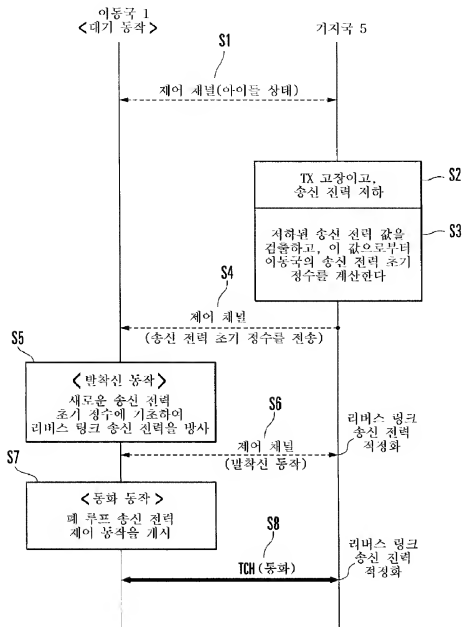 이동국 1
<대기 동작>
기지국 5
S1
제어 채널(아이들 상태)
TX 고장이고,
송신 전력 저하
S2
저하된 송신 전력 값을
검출하고, 이 값으로부터
이동국의 송신 전력 초기
정수를 계산한다
S3
S4
제어 채널
(송신 전력 초기 정수를 전송)
S5
<발착신 동작>
새로운 송신 전력
초기 정수에 기초하여
리버스 링크 송신 전력을 방사
S6
제어 채널
(발착신 동작)
리버스 링크
송신 전력
적정화
S7
<통화 동작>
폐 루프 송신 전력
제어 동작을 개시
S8
TCH(통화)
리버스 링크
송신 전력
적정화